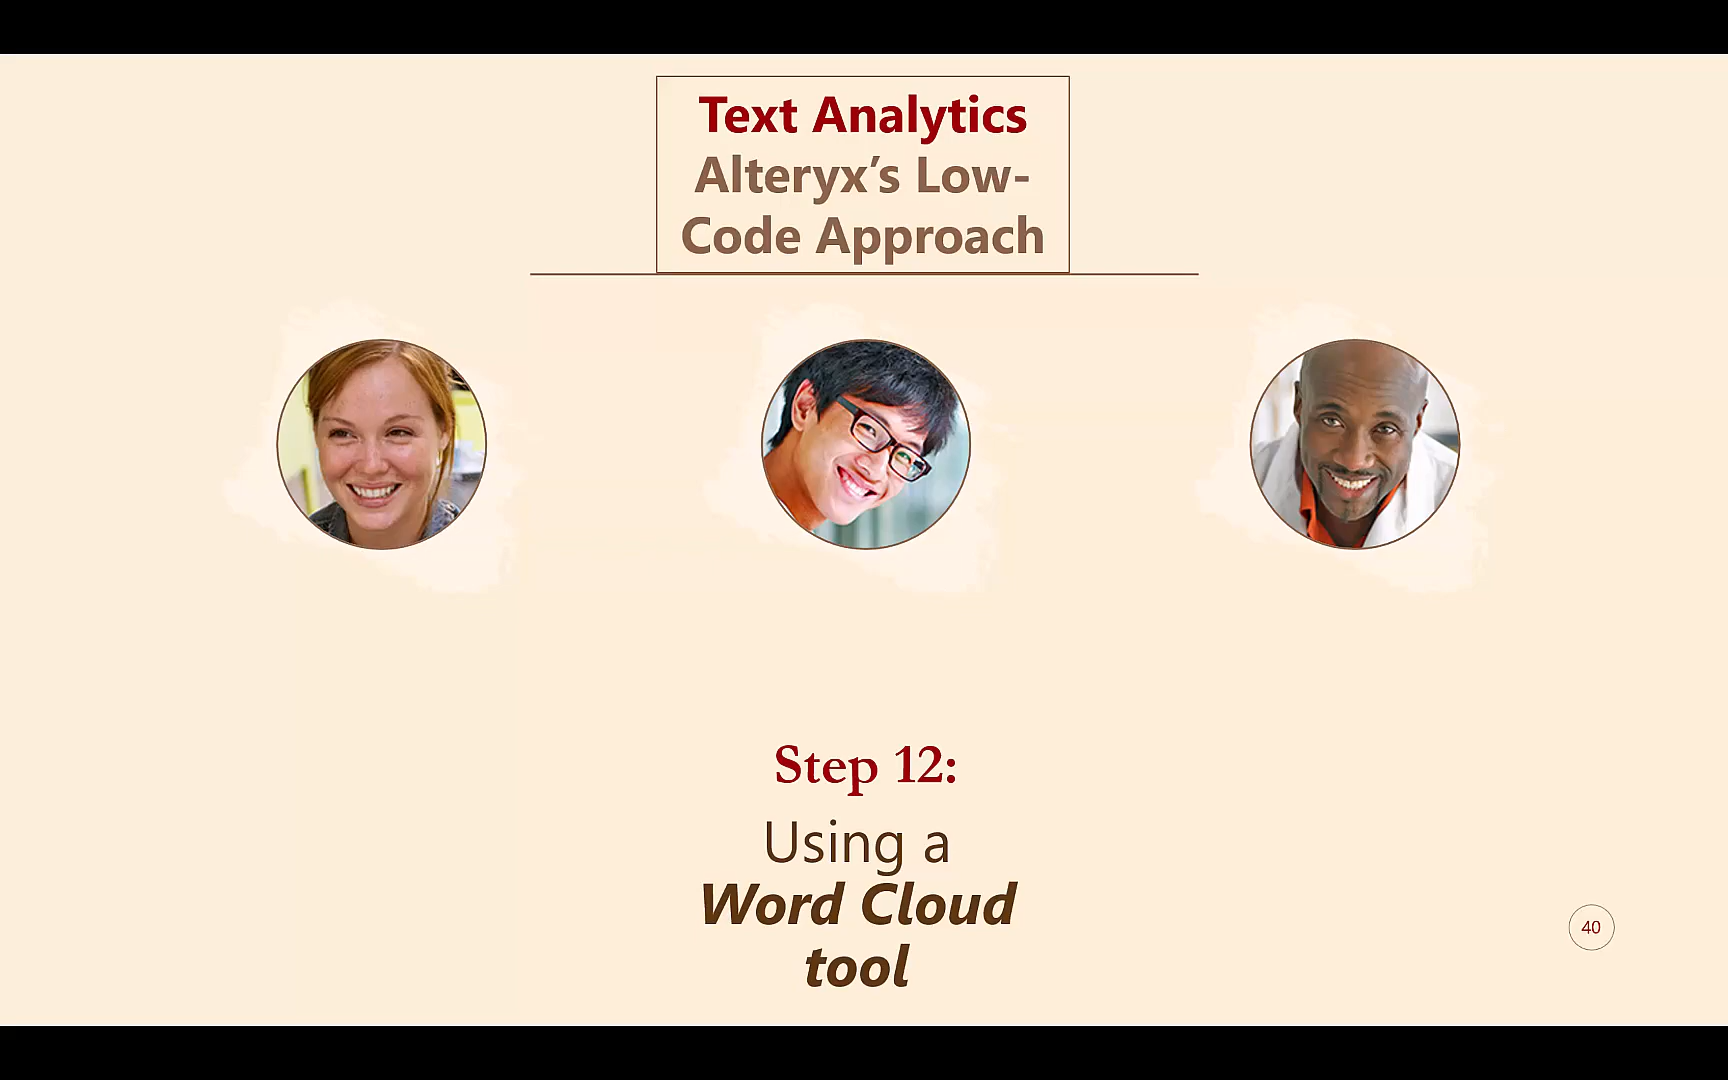 Text Analytics
Alteryx’s Low-
Code Approach
Step 12:
Using a
Word Cloud
tool
40